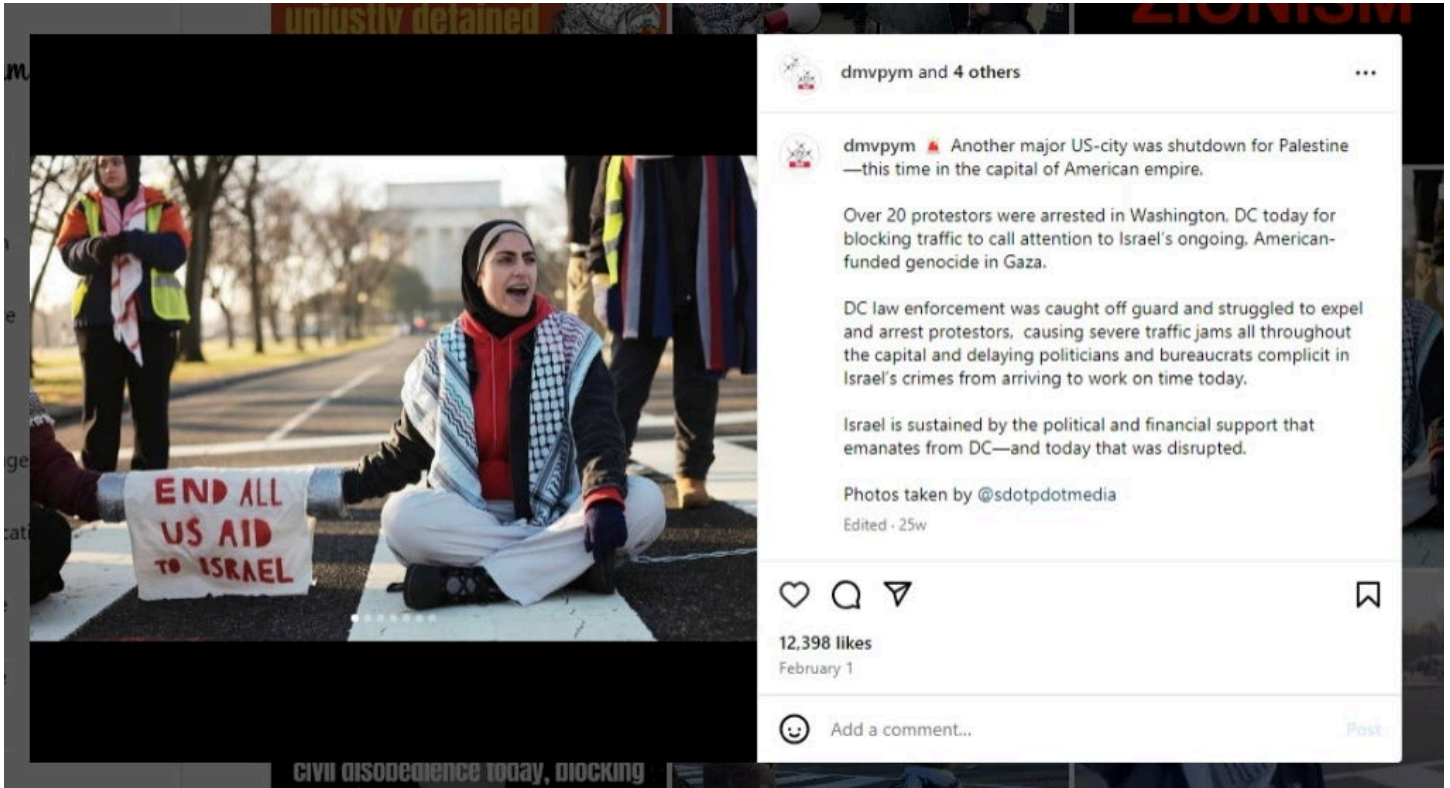 unjustly detained
ZIONISM
END ALL
US AID
TO ISRAEL
dmvpym and 4 others
dmvpym 🚨 Another major US-city was shutdown for Palestine
—this time in the capital of American empire.
Over 20 protestors were arrested in Washington, DC today for
blocking traffic to call attention to Israel's ongoing, American-
funded genocide in Gaza.
DC law enforcement was caught off guard and struggled to expel
and arrest protestors, causing severe traffic jams all throughout
the capital and delaying politicians and bureaucrats complicit in
Israel's crimes from arriving to work on time today.
Israel is sustained by the political and financial support that
emanates from DC—and today that was disrupted.
Photos taken by @sdotpdotmedia
Edited · 25w
12,398 likes
February 1
Add a comment...
Post
civil disobedience today, blocking